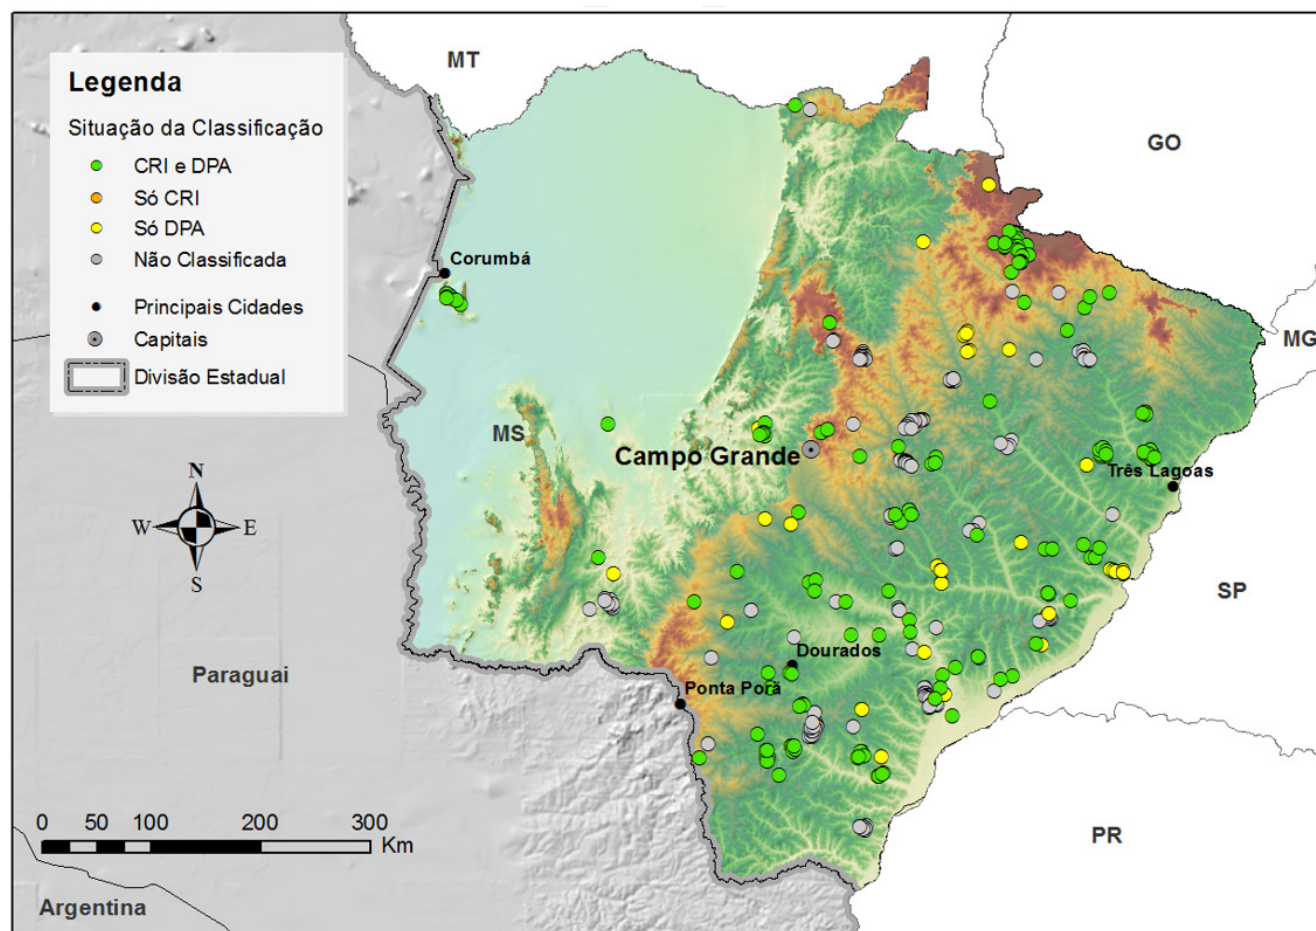 MT
Legenda
Situação da Classificação
CRI e DPA
Só CRI
Só DPA
Não Classificada
Principais Cidades
Capitais
Divisão Estadual
GO
MG
Corumbá
MS
Campo Grande
Três Lagoas
N
W
E
S
SP
Paraguai
Dourados
Ponta Porã
0 50 100 200 300
Km
PR
Argentina